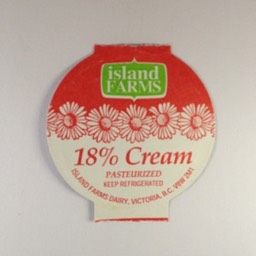 island
FARMS
18% Cream
PASTEURIZED
KEEP REFRIGERATED
ISLAND FARMS DAIRY, VICTORIA, B.C. V8W 2M1